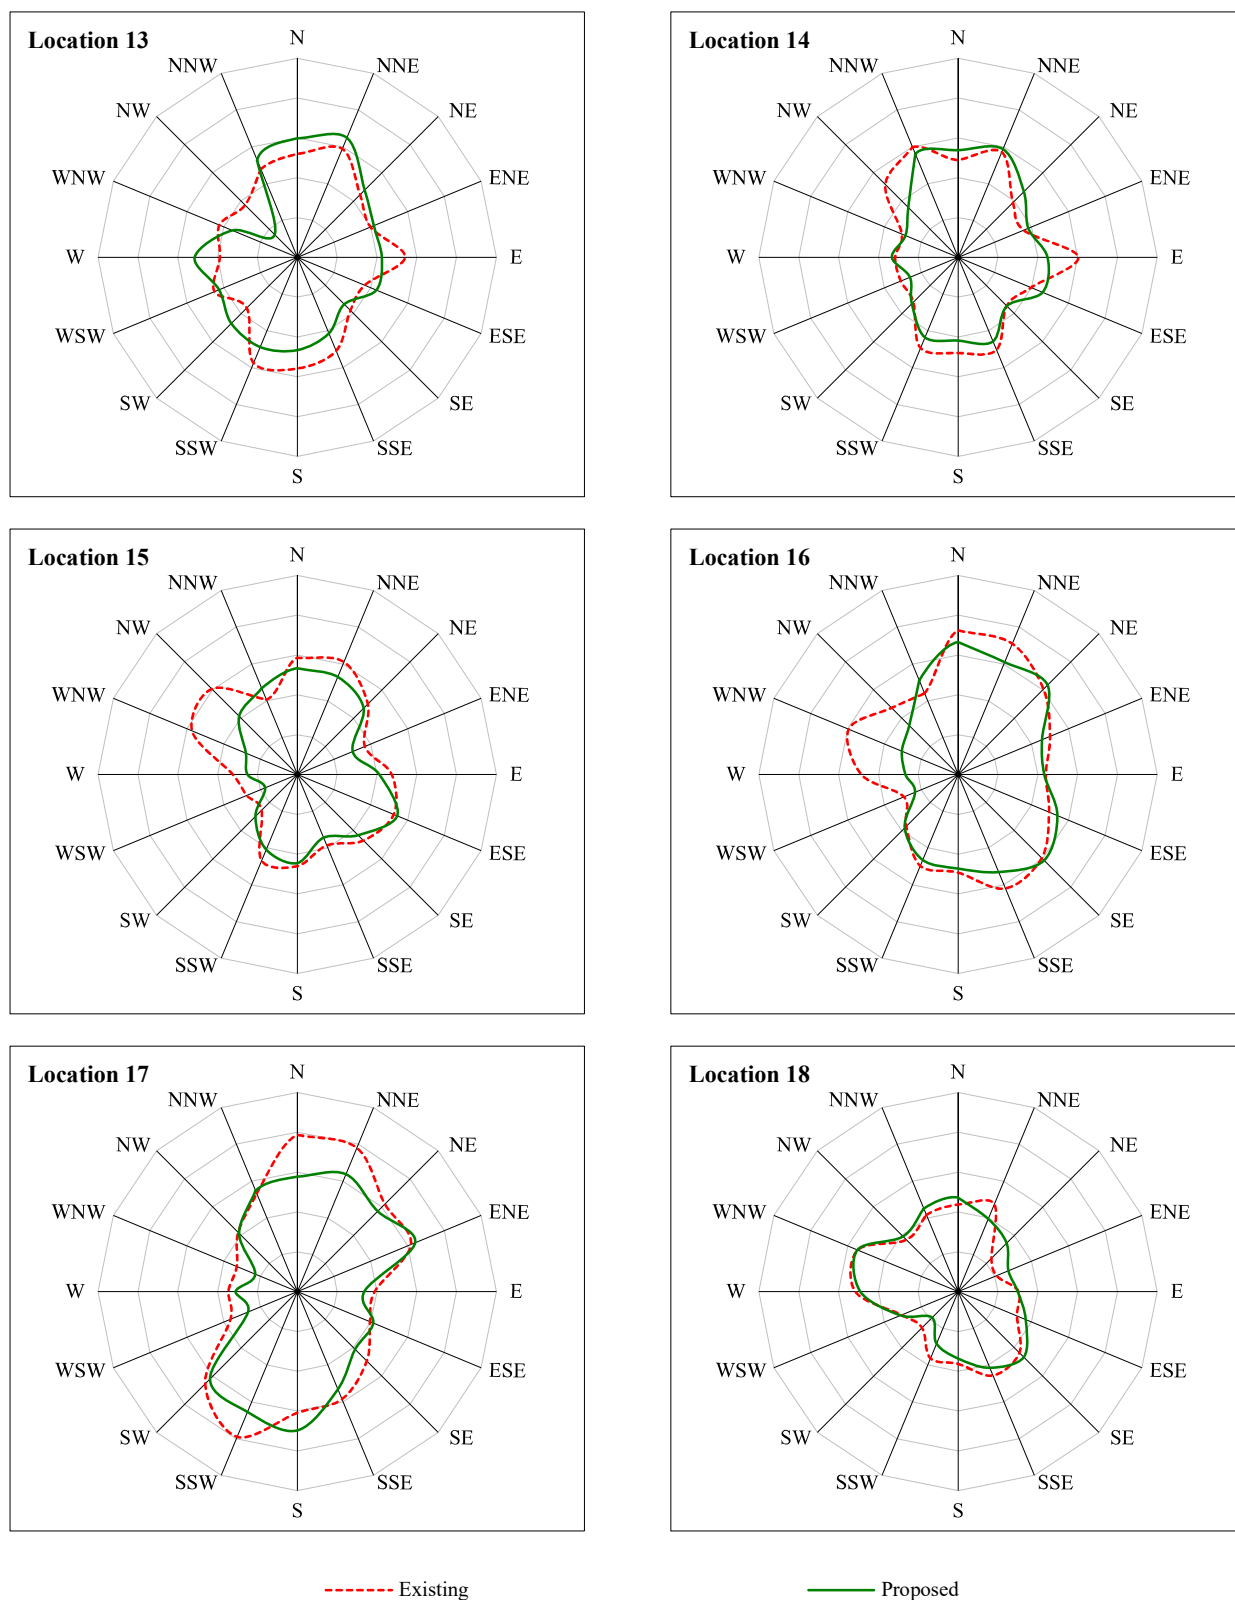 Location 13
N
NNW
NNE
NW
NE
WNW
ENE
W
E
WSW
ESE
SW
SE
SSW
SSE
S
Location 14
N
NNW
NNE
NW
NE
WNW
ENE
W
E
WSW
ESE
SW
SE
SSW
SSE
S
Location 15
N
NNW
NNE
NW
NE
WNW
ENE
W
E
WSW
ESE
SW
SE
SSW
SSE
S
Location 16
N
NNW
NNE
NW
NE
WNW
ENE
W
E
WSW
ESE
SW
SE
SSW
SSE
S
Location 17
N
NNW
NNE
NW
NE
WNW
ENE
W
E
WSW
ESE
SW
SE
SSW
SSE
S
Location 18
N
NNW
NNE
NW
NE
WNW
ENE
W
E
WSW
ESE
SW
SE
SSW
SSE
S
Existing
Proposed